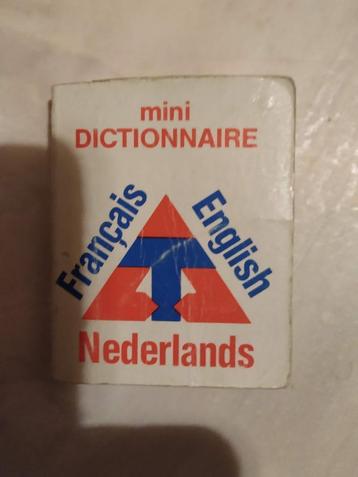 mini
DICTIONNAIRE
Français
English
Nederlands